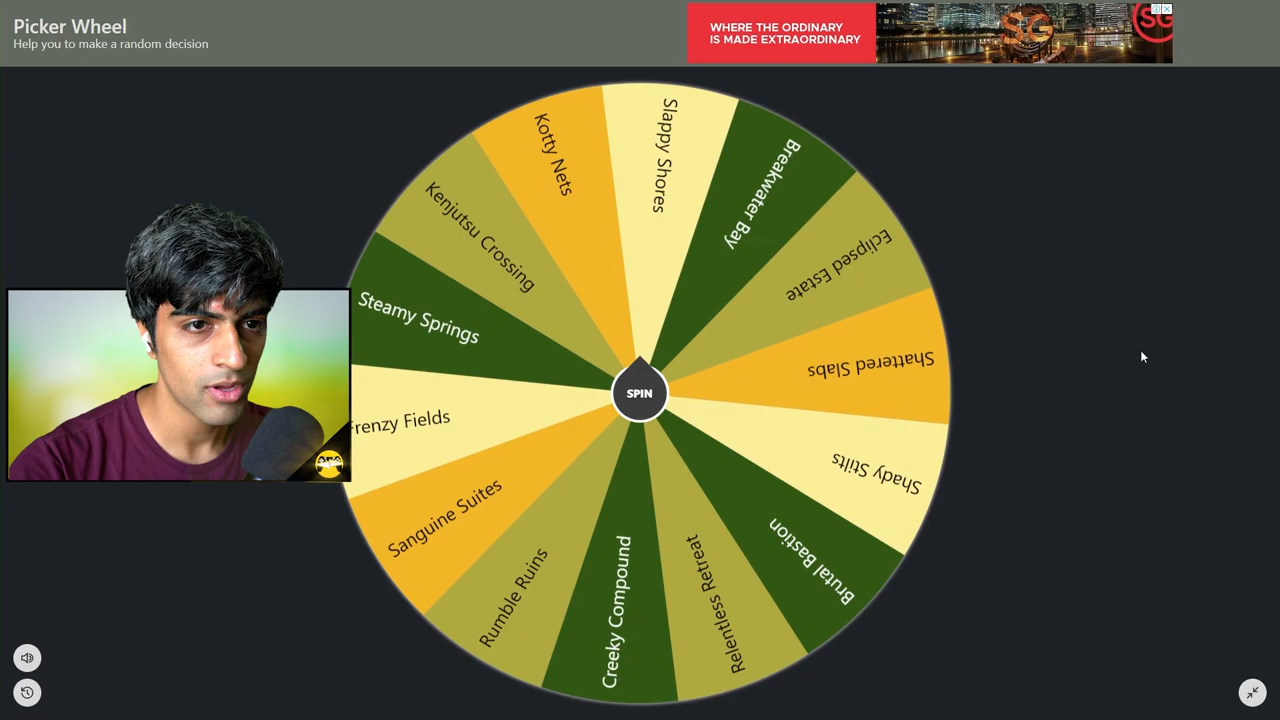 Picker Wheel
Help you to make a random decision
WHERE THE ORDINARY
IS MADE EXTRAORDINARY
SG
SG
Slappy Shores
Breakwater Bay
Eclipsed Estate
Shattered Slabs
Shady Stilts
Brutal Bastion
Relentless Retreat
Creeky Compound
Rumble Ruins
Sanguine Suites
Frenzy Fields
Steamy Springs
Kenjutsu Crossing
Kotty Nets
SPIN